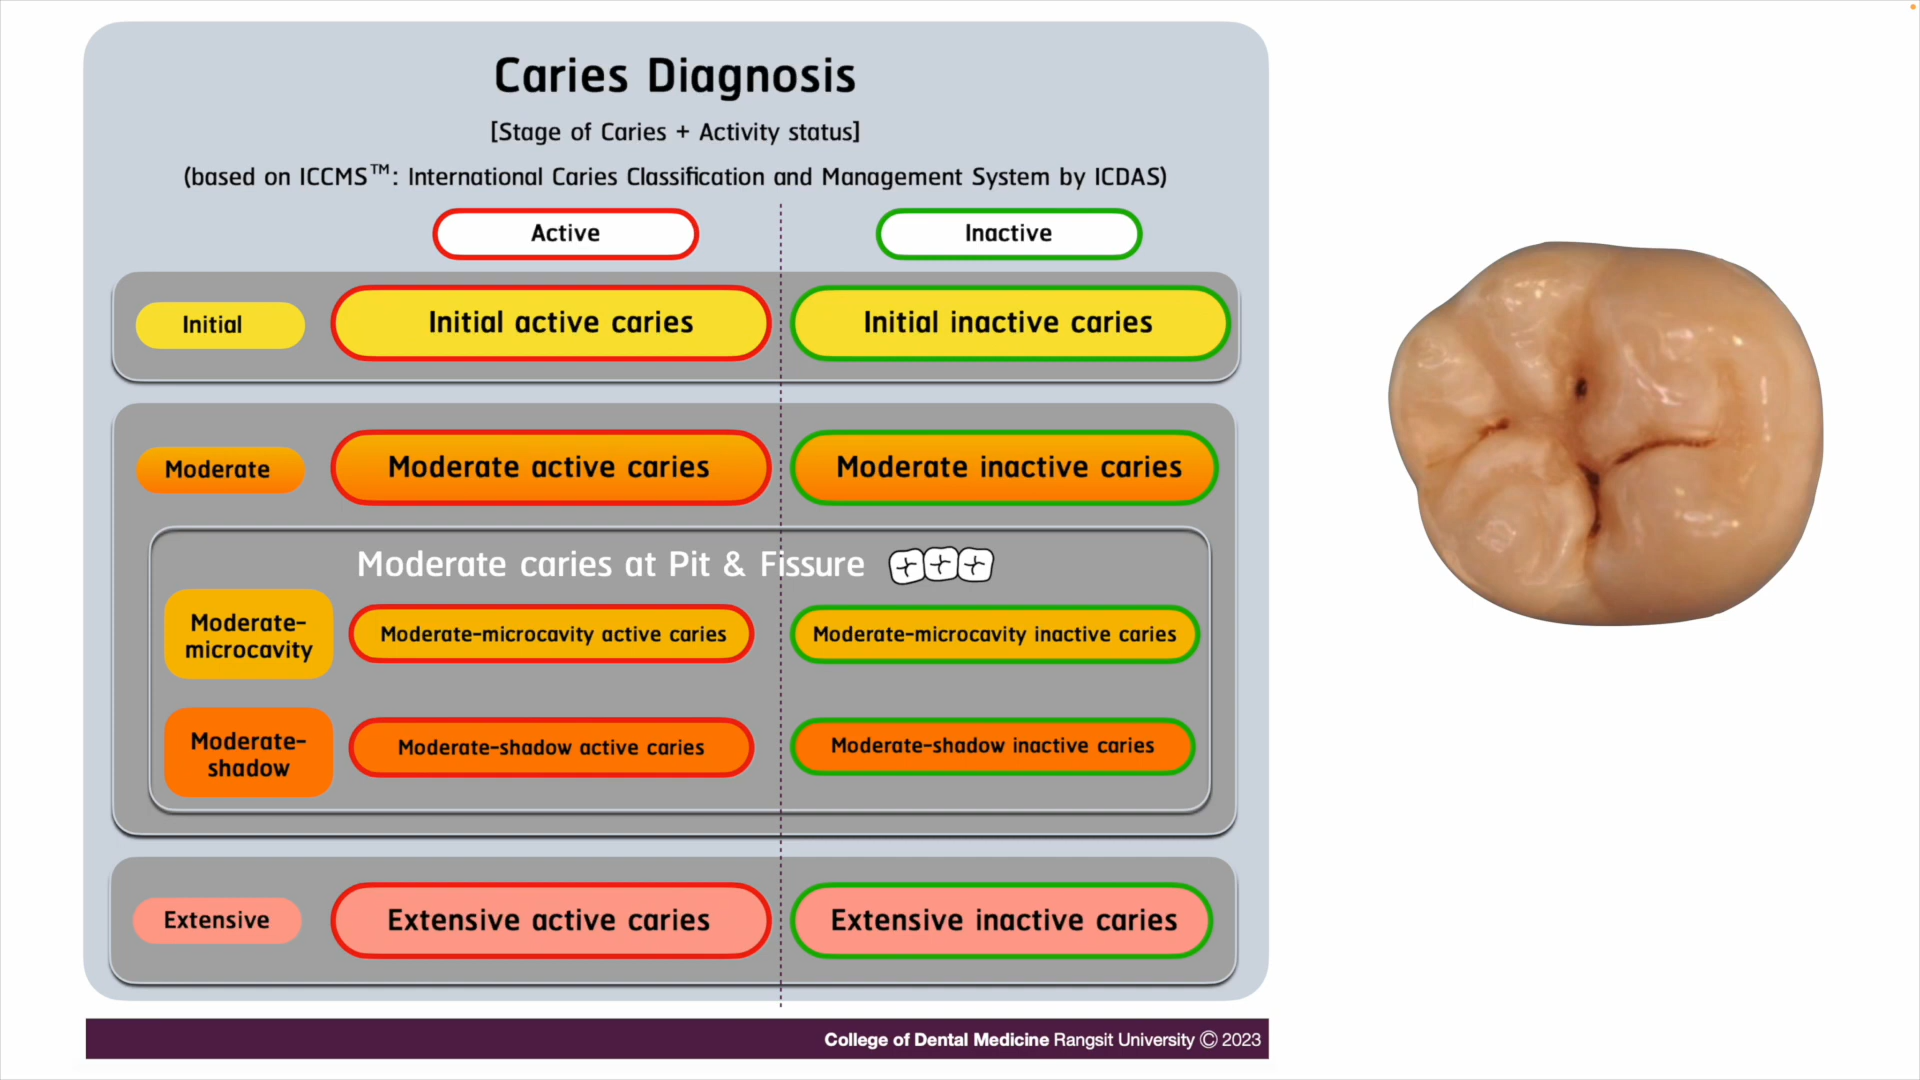 Caries Diagnosis
[Stage of Caries + Activity status]
(based on ICCMS™: International Caries Classification and Management System by ICDAS)
Active
Inactive
Initial
Initial active caries
Initial inactive caries
Moderate
Moderate active caries
Moderate inactive caries
Moderate caries at Pit & Fissure
Moderate-
microcavity
Moderate-microcavity active caries
Moderate-microcavity inactive caries
Moderate-
shadow
Moderate-shadow active caries
Moderate-shadow inactive caries
Extensive
Extensive active caries
Extensive inactive caries
College of Dental Medicine Rangsit University © 2023